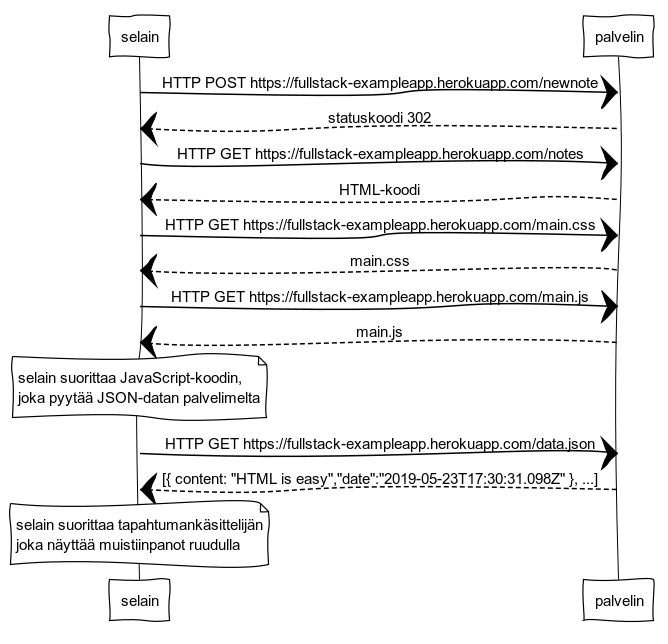 selain
palvelin
HTTP POST https://fullstack-exampleapp.herokuapp.com/newnote
statuskoodi 302
HTTP GET https://fullstack-exampleapp.herokuapp.com/notes
HTML-koodi
HTTP GET https://fullstack-exampleapp.herokuapp.com/main.css
main.css
HTTP GET https://fullstack-exampleapp.herokuapp.com/main.js
main.js
selain suorittaa JavaScript-koodin,
joka pyytää JSON-datan palvelimelta
HTTP GET https://fullstack-exampleapp.herokuapp.com/data.json
[{ content: "HTML is easy","date":"2019-05-23T17:30:31.098Z" }, ...]
selain suorittaa tapahtumankäsittelijän
joka näyttää muistiinpanot ruudulla
selain
palvelin